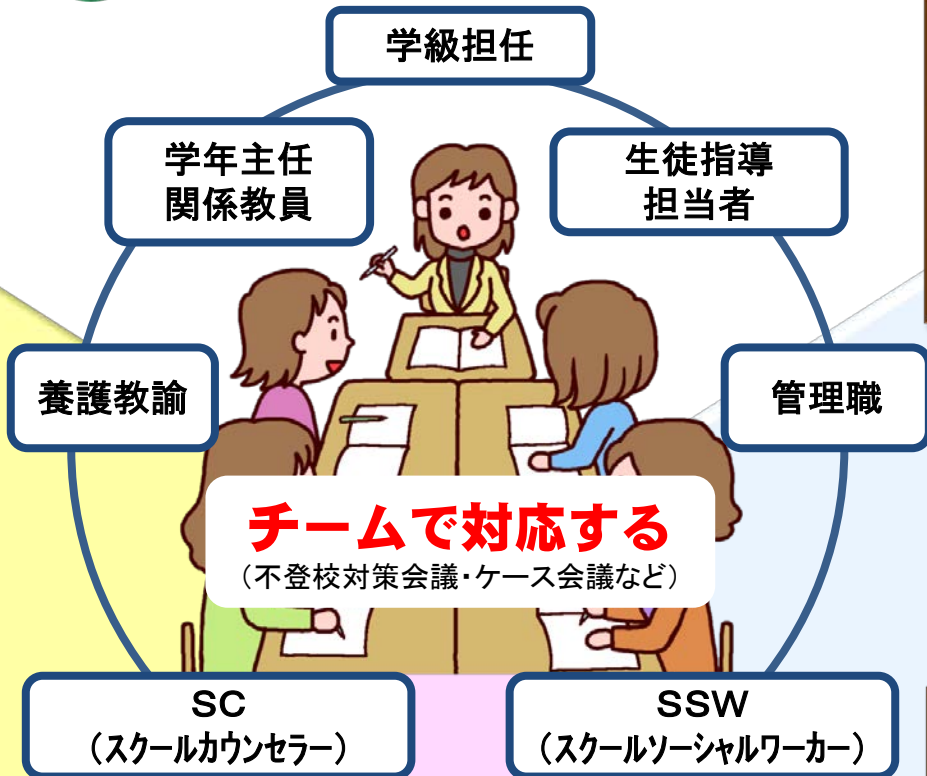 学級担任
学年主任
関係教員
生徒指導
担当者
養護教諭
管理職
チームで対応する
（不登校対策会議・ケース会議など）
SC
（スクールカウンセラー）
SSW
（スクールソーシャルワーカー）